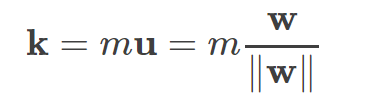 𝐤 = m𝐮 = m 𝐰/||𝐰||